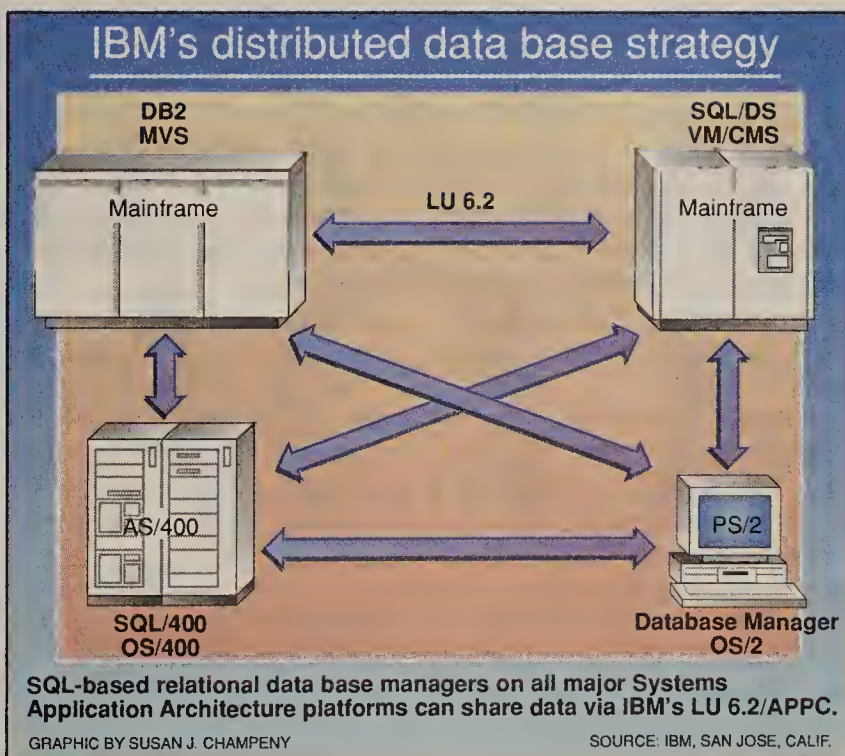 IBM's distributed data base strategy
DB2
MVS
SQL/DS
VM/CMS
Mainframe
LU 6.2
Mainframe
AS/400
PS/2
SQL/400
OS/400
Database Manager
OS/2
SQL-based relational data base managers on all major Systems
Application Architecture platforms can share data via IBM's LU 6.2/APPC.
GRAPHIC BY SUSAN J. CHAMPENY
SOURCE: IBM, SAN JOSE, CALIF.